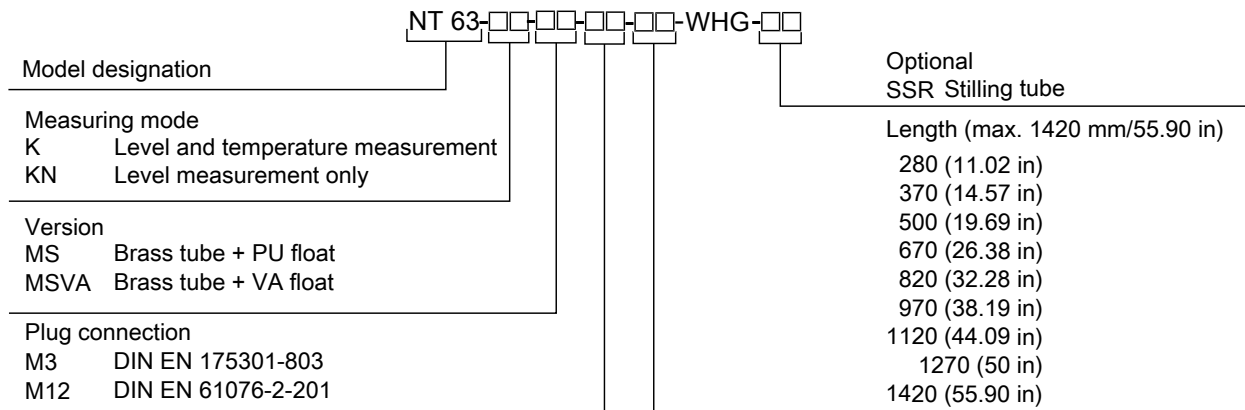 NT 63-□□-□□-□□-□□-WHG-□□
Model designation
Measuring mode
K Level and temperature measurement
KN Level measurement only
Version
MS Brass tube + PU float
MSVA Brass tube + VA float
Plug connection
M3 DIN EN 175301-803
M12 DIN EN 61076-2-201
Optional
SSR Stilling tube
Length (max. 1420 mm/55.90 in)
280 (11.02 in)
370 (14.57 in)
500 (19.69 in)
670 (26.38 in)
820 (32.28 in)
970 (38.19 in)
1120 (44.09 in)
1270 (50 in)
1420 (55.90 in)